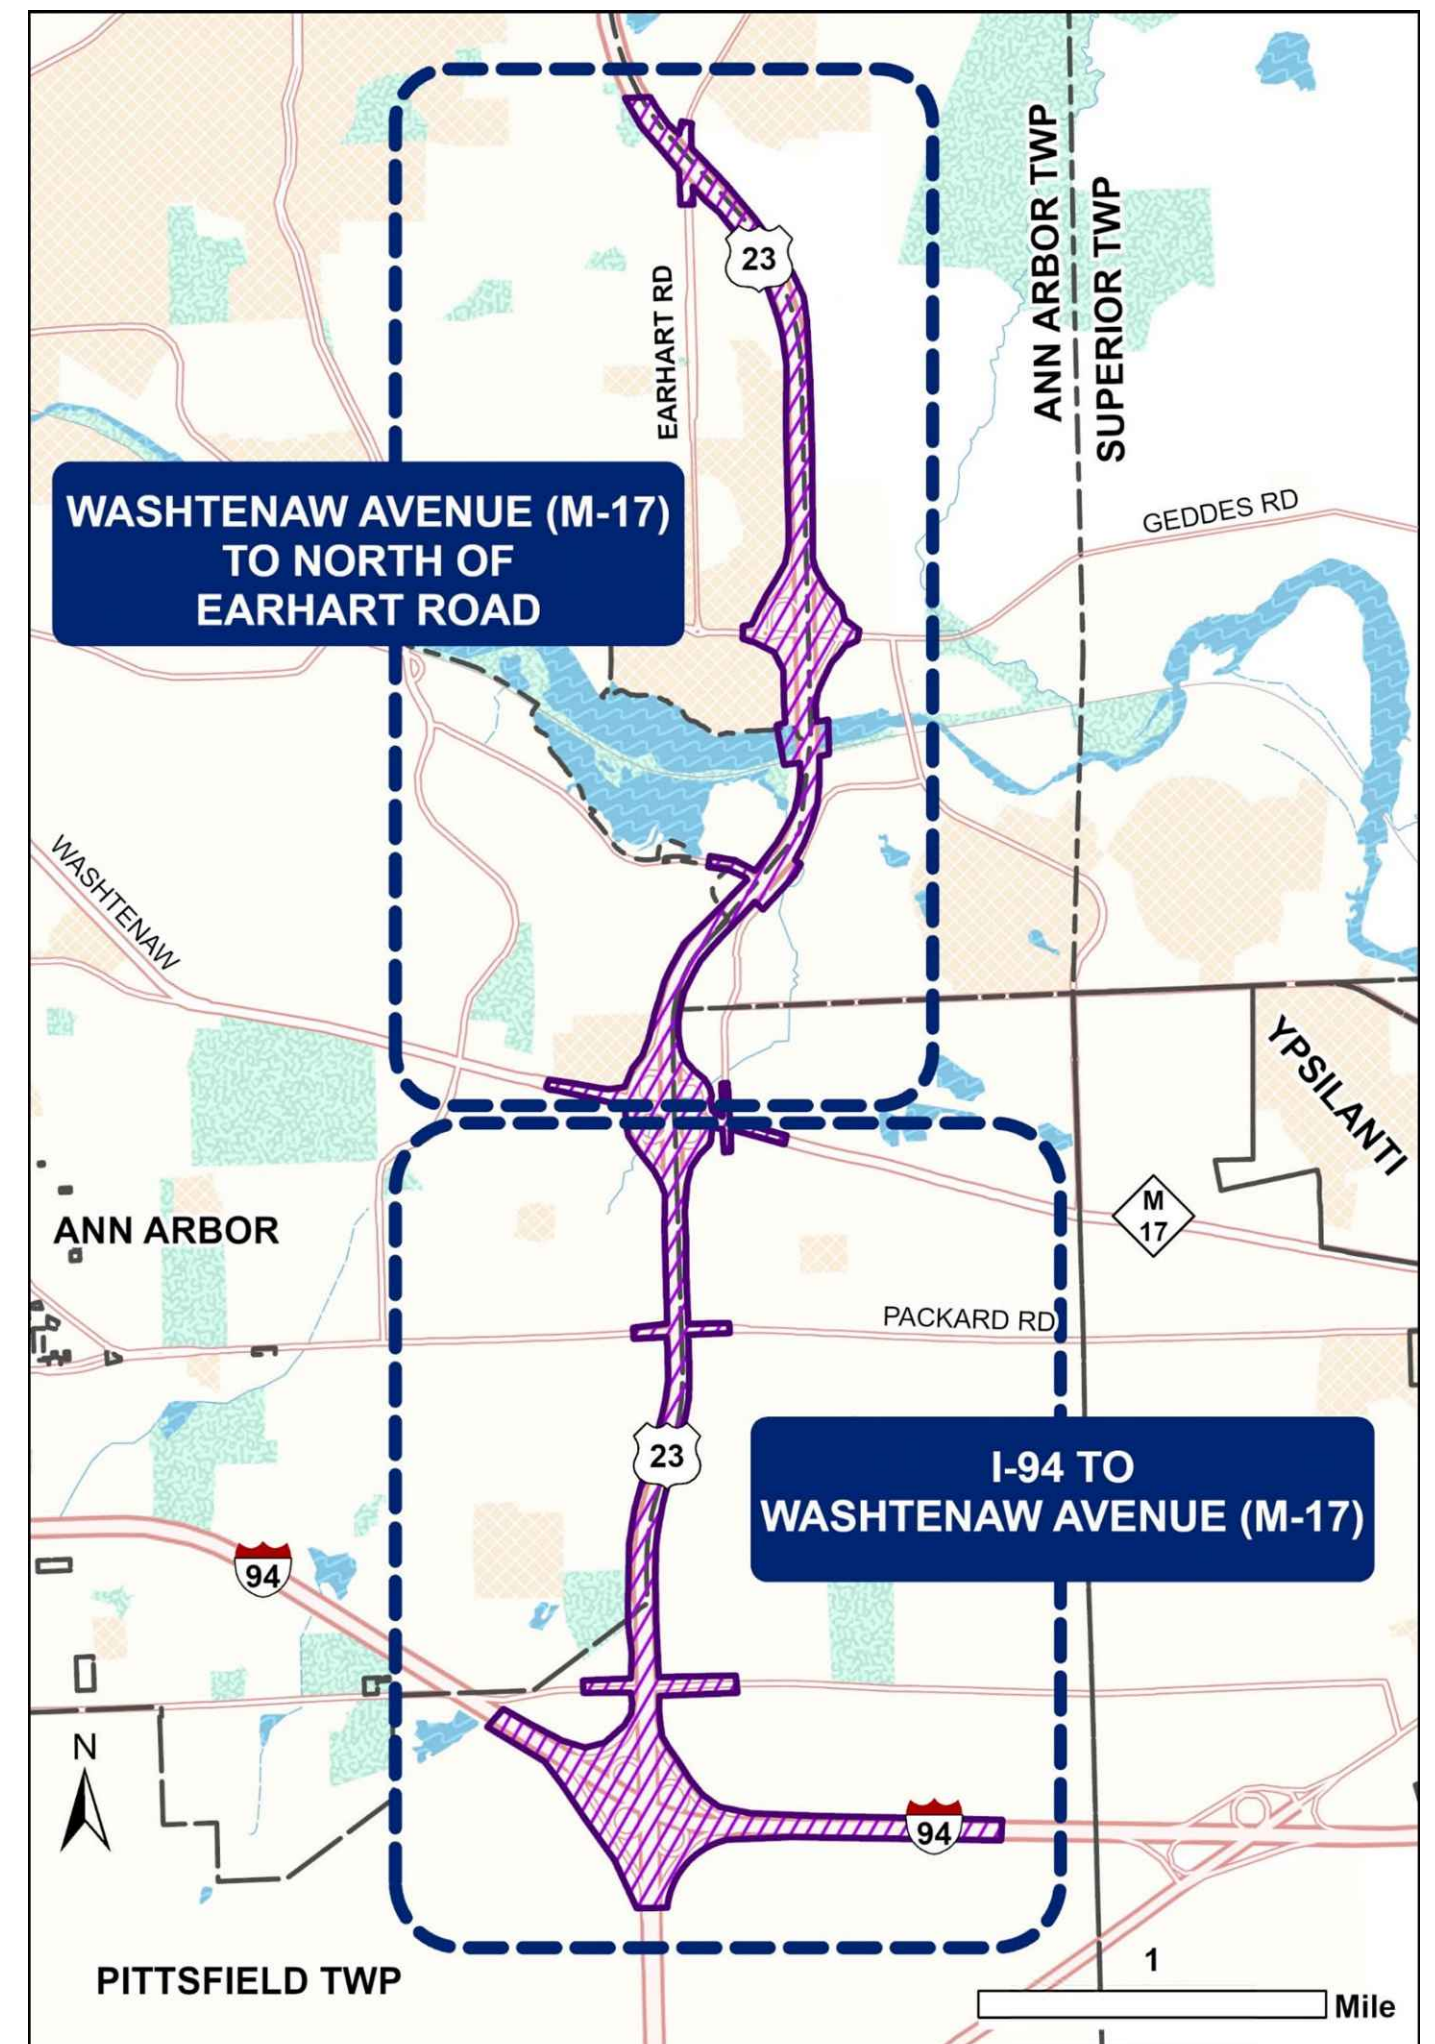 ANN ARBOR TWP
SUPERIOR TWP
23
EARHART RD
WASHTENAW AVENUE (M-17)
TO NORTH OF
EARHART ROAD
GEDDES RD
WASHTENAW
YPSILANTI
M
17
ANN ARBOR
PACKARD RD
23
I-94 TO
WASHTENAW AVENUE (M-17)
94
N
94
PITTSFIELD TWP
1
Mile